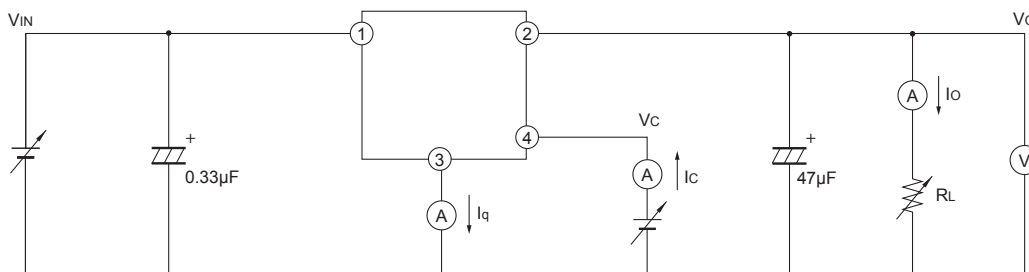 VIN
1
2
VO
A
IO
4
VC
3
A
IC
V
+
0.33μF
+
47μF
RL
A
Iq